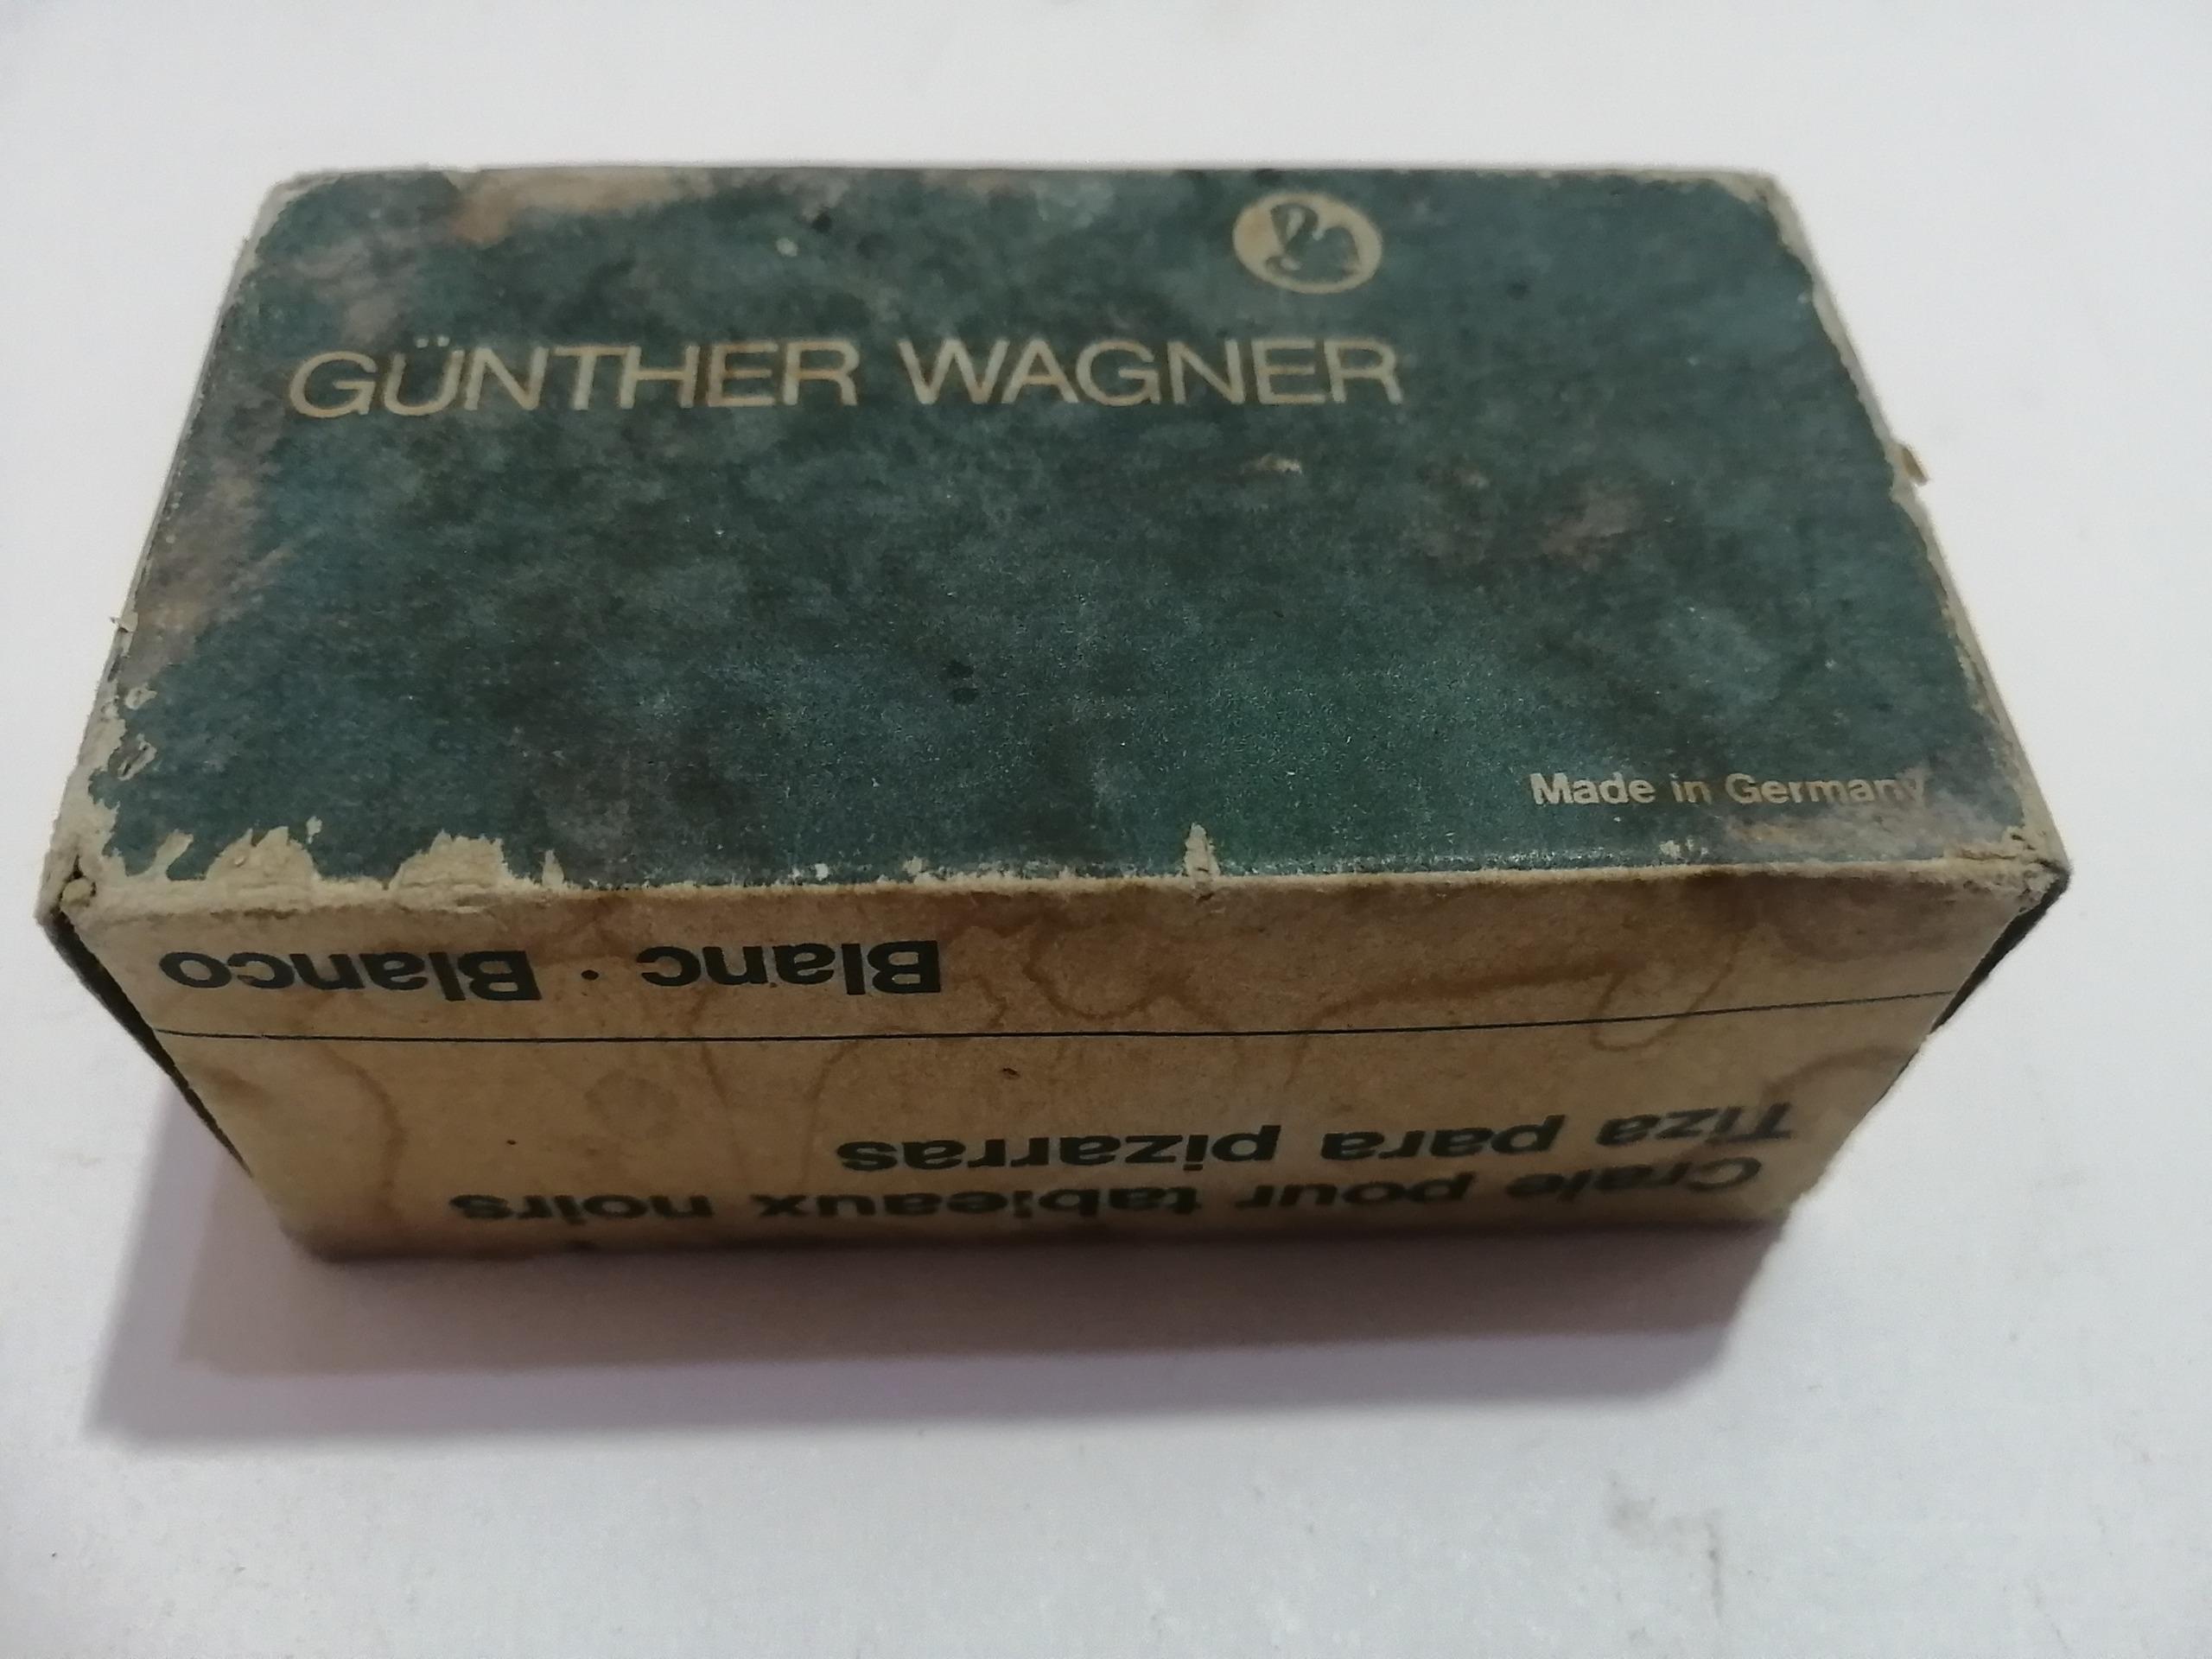 GÜNTHER WAGNER
Made in Germany
Craie pour tableaux noirs
Tiza para pizarras
Blanc · Blanco